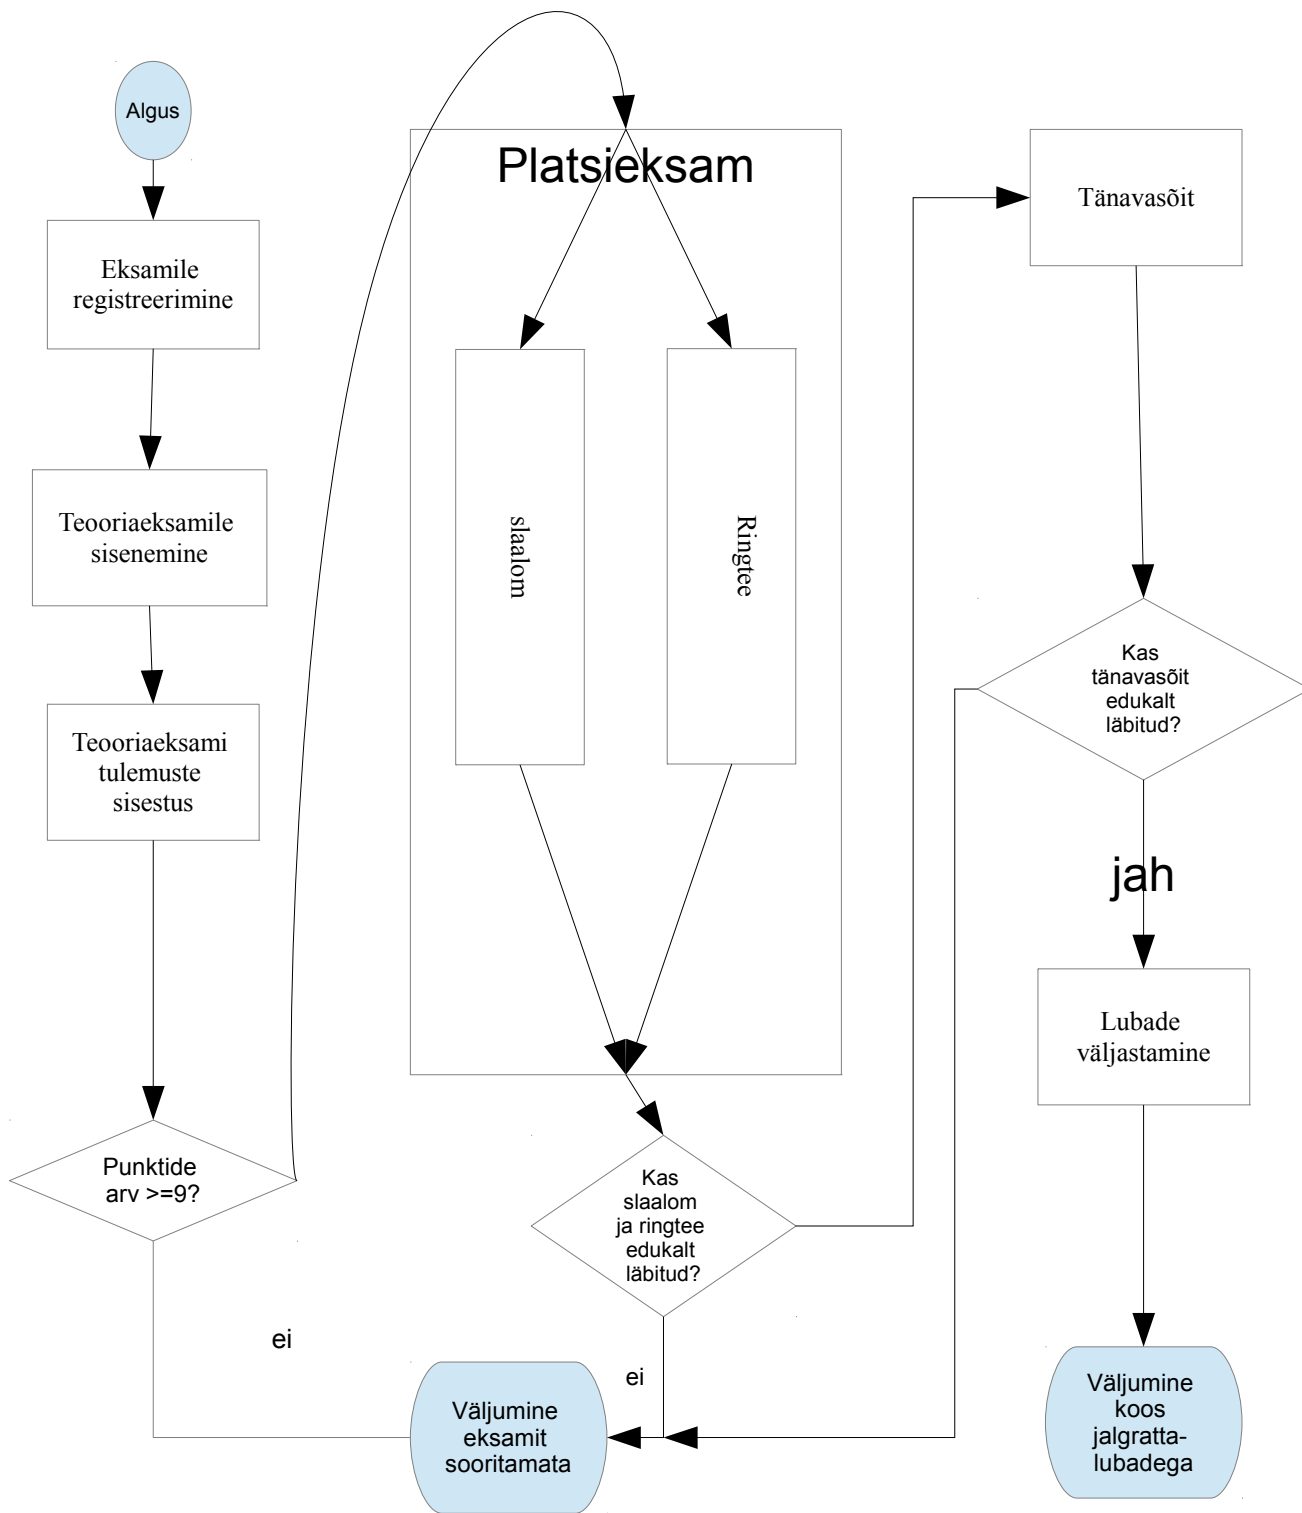 Algus
Eksamile
registreerimine
Teooriaeksamile
sisenemine
Teooriaeksami
tulemuste
sisestus
Punktide
arv >=9?
ei
Platsieksam
slaalom
Ringtee
Kas
slaalom
ja ringtee
edukalt
läbitud?
ei
Väljumine
eksamit
sooritamata
Tänavasõit
Kas
tänavasõit
edukalt
läbitud?
jah
Lubade
väljastamine
Väljumine
koos
jalgratta-
lubadega